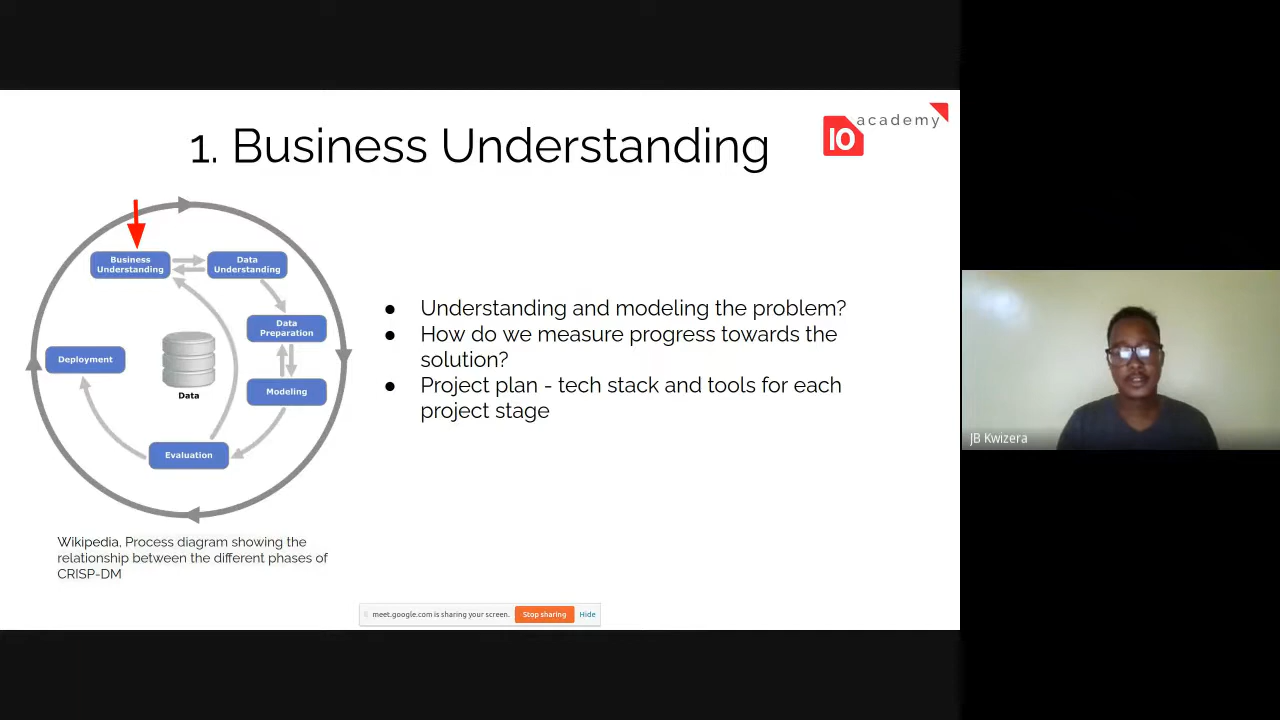 1. Business Understanding
10 academy
Business
Understanding
Data
Understanding
Data
Preparation
Modeling
Evaluation
Deployment
Data
Wikipedia, Process diagram showing the
relationship between the different phases of
CRISP-DM
● Understanding and modeling the problem?
● How do we measure progress towards the
solution?
● Project plan - tech stack and tools for each
project stage
meet.google.com is sharing your screen. Stop sharing Hide
JB Kwizera